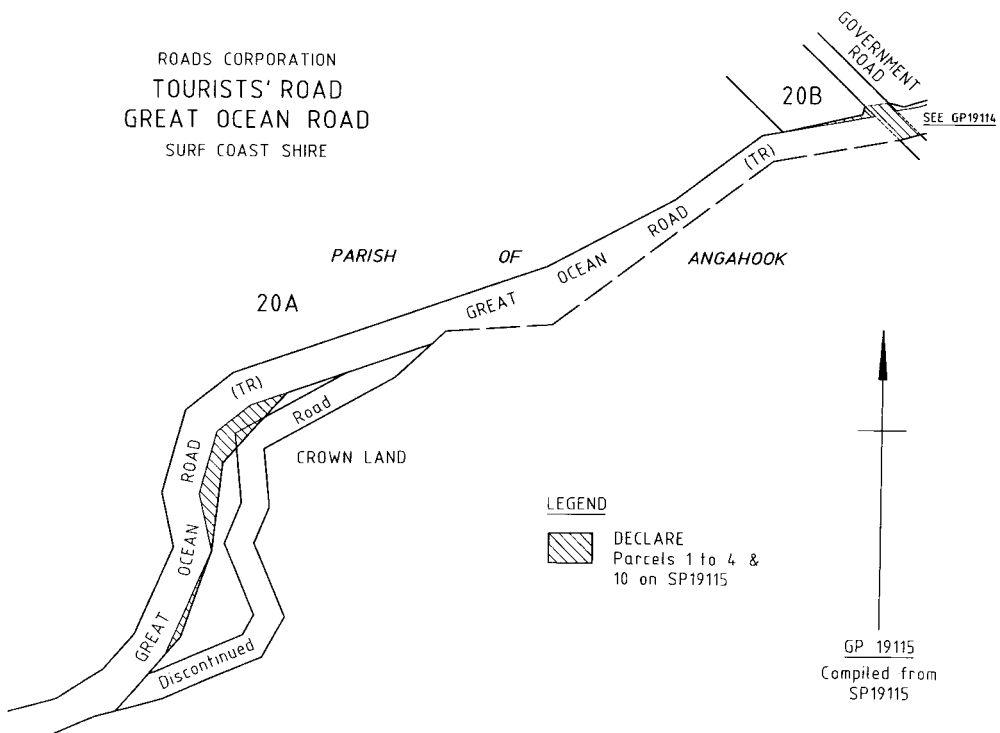 ROADS CORPORATION
TOURISTS' ROAD
GREAT OCEAN ROAD
SURF COAST SHIRE
GOVERNMENT
ROAD
20B
SEE GP19114
(TR)
ROAD
OCEAN
GREAT
PARISH OF ANGAHOOK
20A
(TR)
Road
ROAD
CROWN LAND
OCEAN
GREAT
Discontinued
LEGEND
DECLARE
Parcels 1 to 4 &
10 on SP19115
GP 19115
Compiled from
SP19115